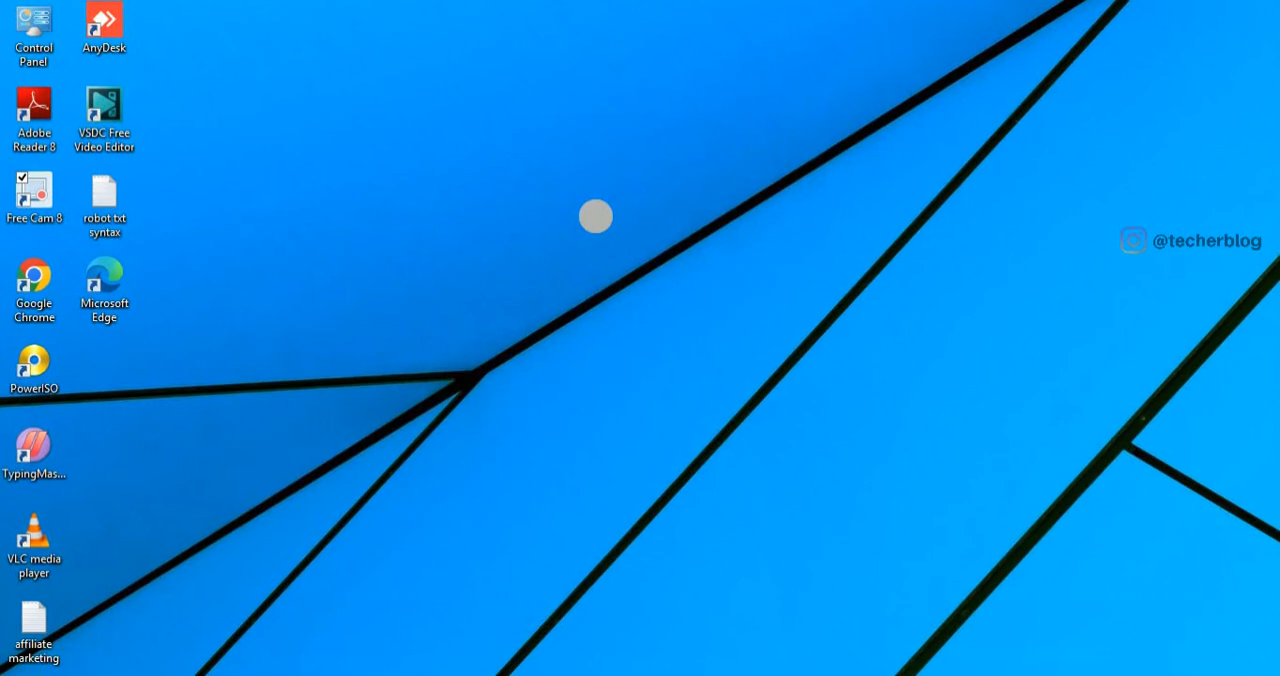 Control
Panel
AnyDesk
Adobe
Reader 8
VSDC Free
Video Editor
Free Cam 8
robot txt
syntax
Google
Chrome
Microsoft
Edge
PowerISO
TypingMas...
VLC media
player
affiliate
marketing
@techerblog